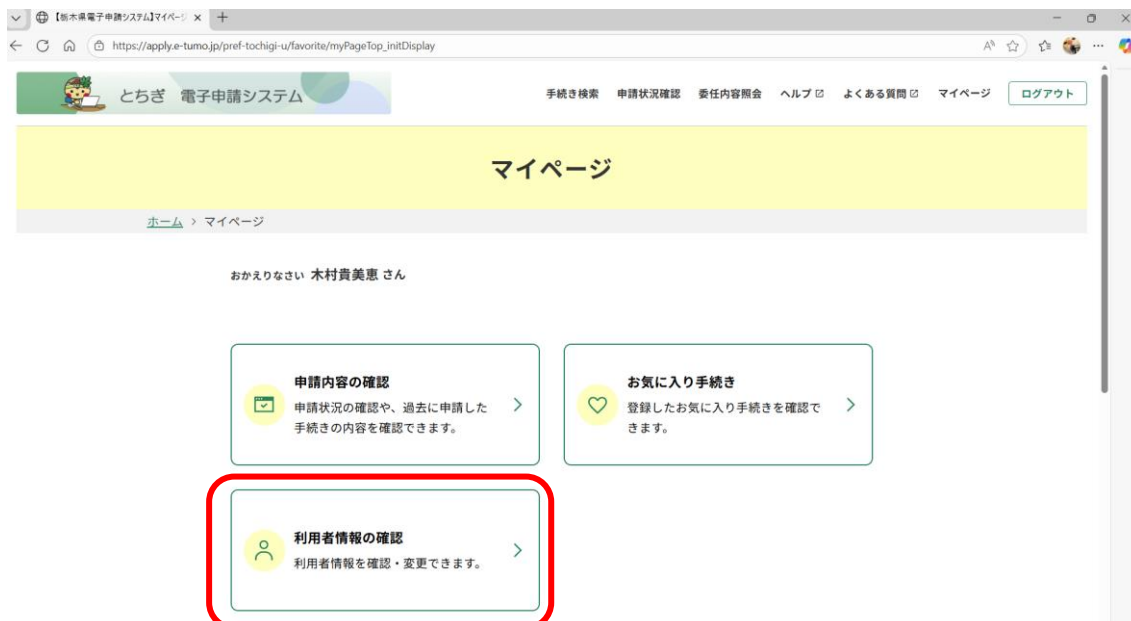 【栃木県電子申請システム】マイページ
https://apply.e-tumo.jp/pref-tochigi-u/favorite/myPageTop_initDisplay
とちぎ 電子申請システム
手続き検索 申請状況確認 委任内容照会 ヘルプ よくある質問 マイページ ログアウト
マイページ
ホーム > マイページ
おかえりなさい 木村貴美恵 さん
申請内容の確認
申請状況の確認や、過去に申請した
手続きの内容を確認できます。
お気に入り手続き
登録したお気に入り手続きを確認で
きます。
利用者情報の確認
利用者情報を確認・変更できます。